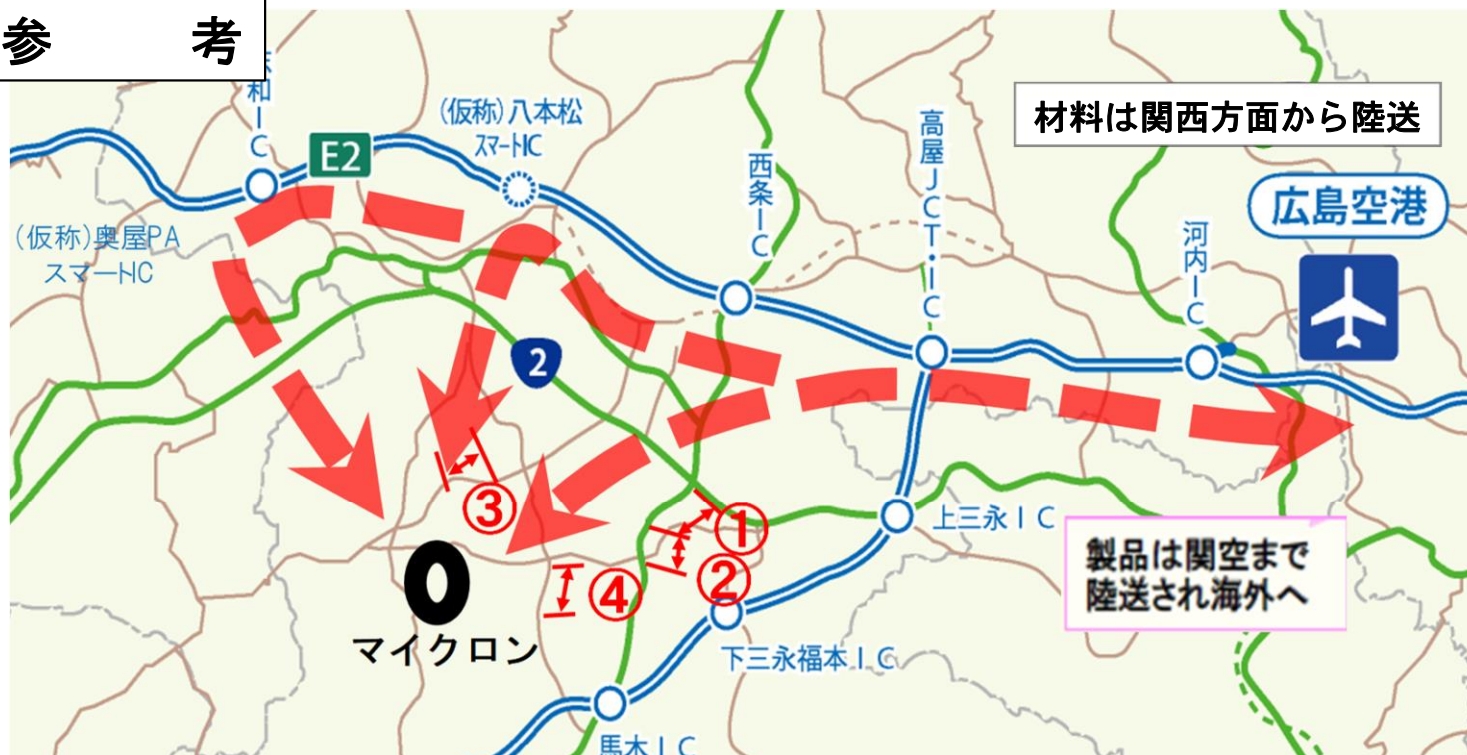 参 考
和IC
E2
(仮称)八本松
スマートIC
西条IC
高屋JCT・IC
材料は関西方面から陸送
広島空港
河内IC
(仮称)奥屋PA
スマートIC
2
③
①
②
④
上三永IC
製品は関空まで
陸送され海外へ
マイクロン
下三永福本IC
馬木IC